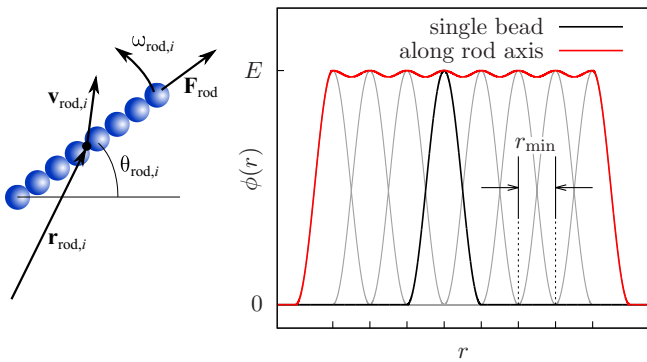 ω_rod,i
F_rod
v_rod,i
θ_rod,i
r_rod,i
single bead
along rod axis
E
ϕ(r)
r_min
0
r